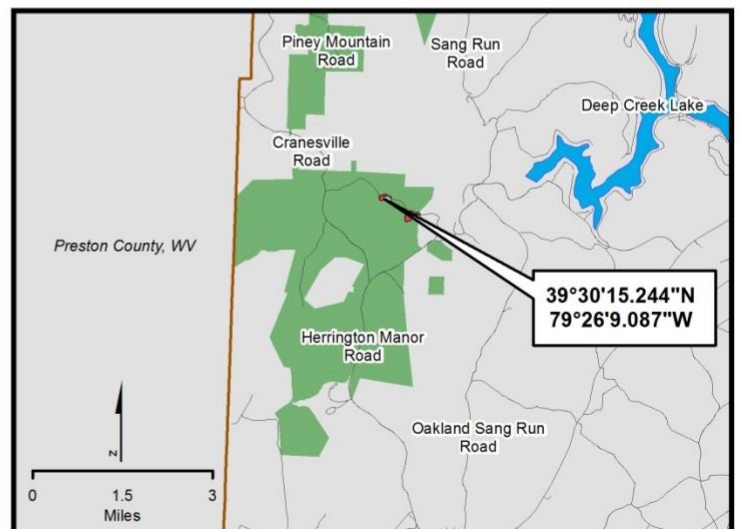 Piney Mountain
Road
Sang Run
Road
Deep Creek Lake
Cranesville
Road
Preston County, WV
39°30'15.244"N
79°26'9.087"W
Herrington Manor
Road
Oakland Sang Run
Road
N
0 1.5 3
Miles